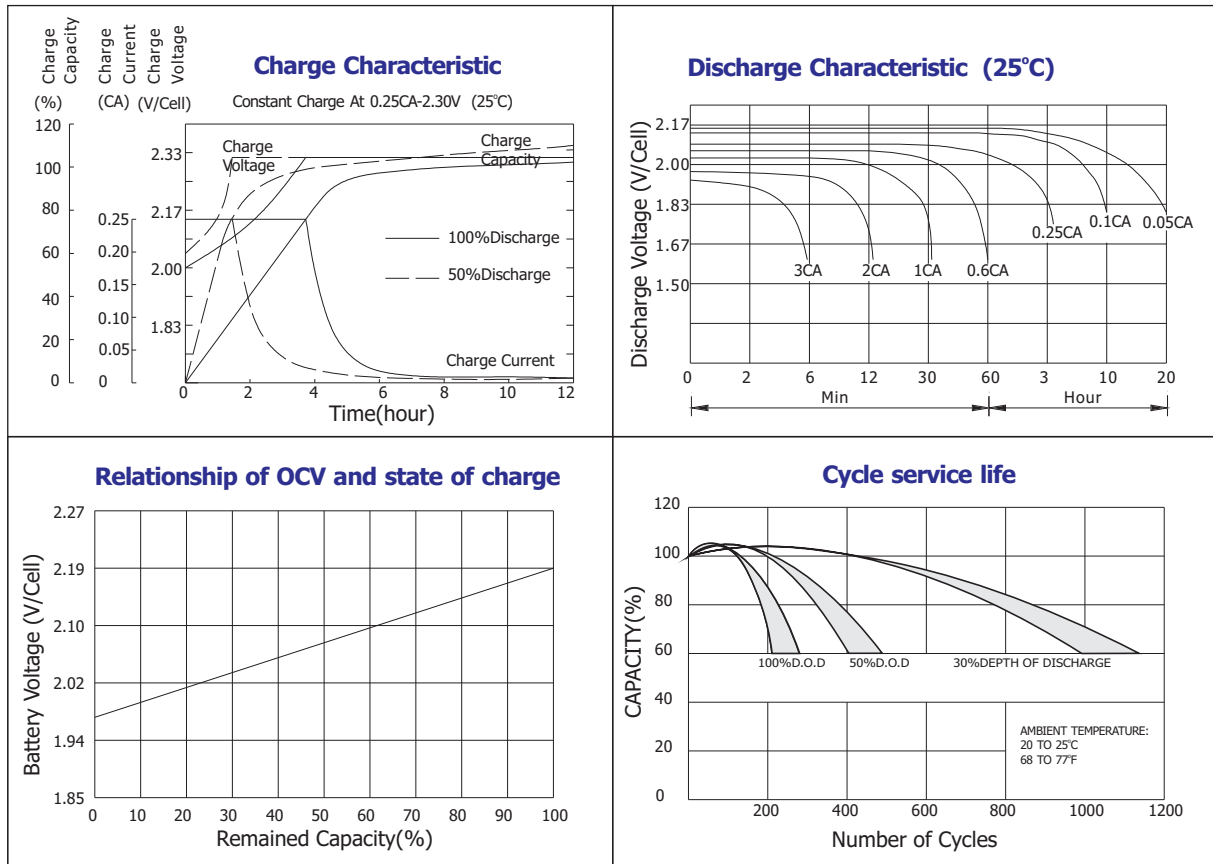 Charge Capacity
Charge Current
Charge Voltage
(%)
(CA)
(V/Cell)
Charge Characteristic
Constant Charge At 0.25CA-2.30V (25°C)
120
100
80
60
40
20
0
0.25
0.20
0.15
0.10
0.05
0
2.33
2.17
2.00
1.83
Charge Voltage
Charge Capacity
100%Discharge
50%Discharge
Charge Current
0 2 4 6 8 10 12
Time(hour)
Discharge Characteristic (25°C)
Discharge Voltage (V/Cell)
2.17
2.00
1.83
1.67
1.50
3CA 2CA 1CA 0.6CA 0.25CA 0.1CA 0.05CA
0 2 6 12 30 60 3 10 20
Min Hour
Relationship of OCV and state of charge
Battery Voltage (V/Cell)
2.27
2.19
2.10
2.02
1.94
1.85
0 10 20 30 40 50 60 70 80 90 100
Remained Capacity(%)
Cycle service life
CAPACITY(%)
120
100
80
60
40
20
0
100%D.O.D 50%D.O.D 30%DEPTH OF DISCHARGE
AMBIENT TEMPERATURE:
20 TO 25°C
68 TO 77°F
200 400 600 800 1000 1200
Number of Cycles